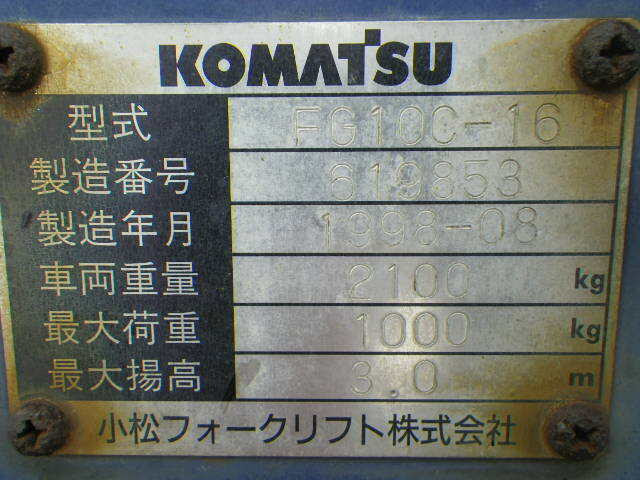 KOMATSU
型式 FG10C-16
製造番号 619853
製造年月 1998-08
車両重量 2100 kg
最大荷重 1000 kg
最大揚高 3.0 m
小松フォークリフト株式会社